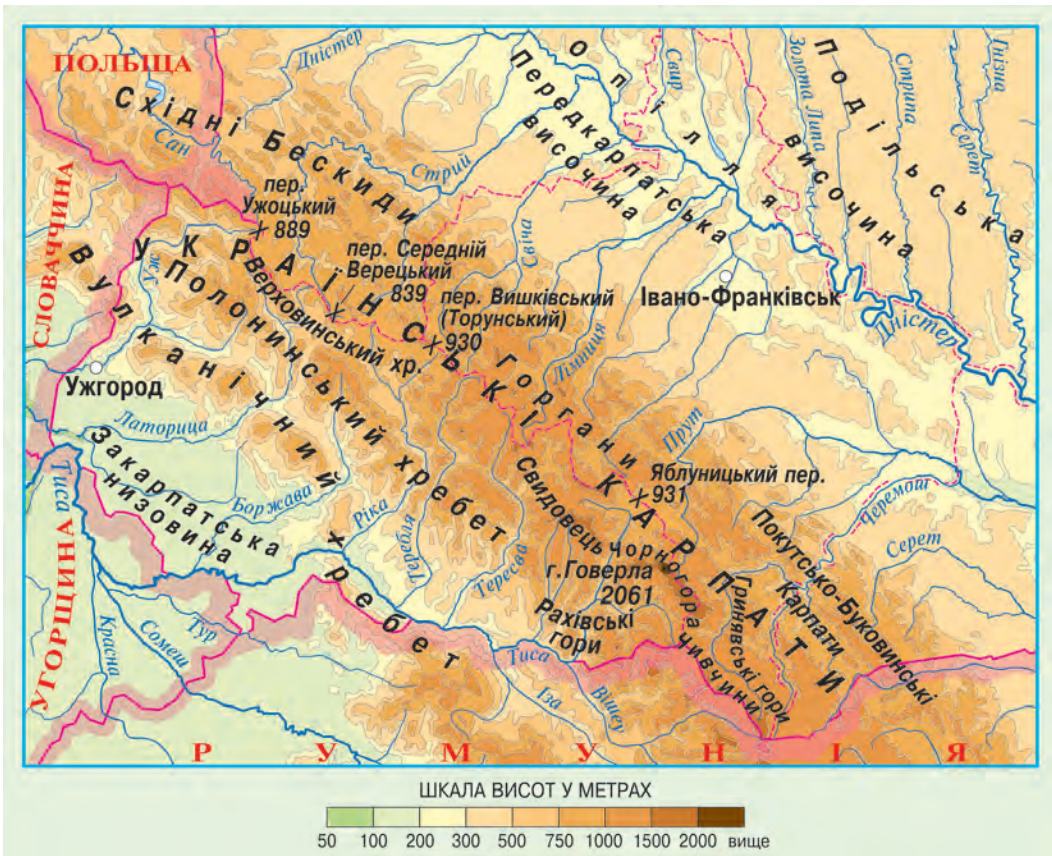 ПОЛЬЩА
СЛОВАЧЧИНА
УГОРЩИНА
РУМУНІЯ
Східні Бескиди
Сан
Дністер
Стрий
Опілля
Свир
Золота Липа
Стрипа
Серет
Гнізна
Подільська
височина
Передкарпатська
височина
пер.
Ужоцький
889
УКРАЇНСЬКІ КАРПАТИ
пер. Середній
Верецький
839
пер. Вишківський
(Торунський)
930
Свіча
Івано-Франківськ
Дністер
Уж
Вулканічний хребет
Полонинський хребет
Верховинський хр.
Ужгород
Латориця
Закарпатська
низовина
Боржава
Тиса
Ріка
Теребля
Тересва
Горгани
Лімниця
Прут
Яблуницький пер.
931
Свидовець
Чорногора
г.Говерла
2061
Рахівські
гори
Черемош
Серет
Покутсько-Буковинські
Карпати
Гринявські гори
Чивчини
Красна
Сомеш
Тур
Тиса
Іза
Вішеу
ШКАЛА ВИСОТ У МЕТРАХ
50 100 200 300 500 750 1000 1500 2000 вище